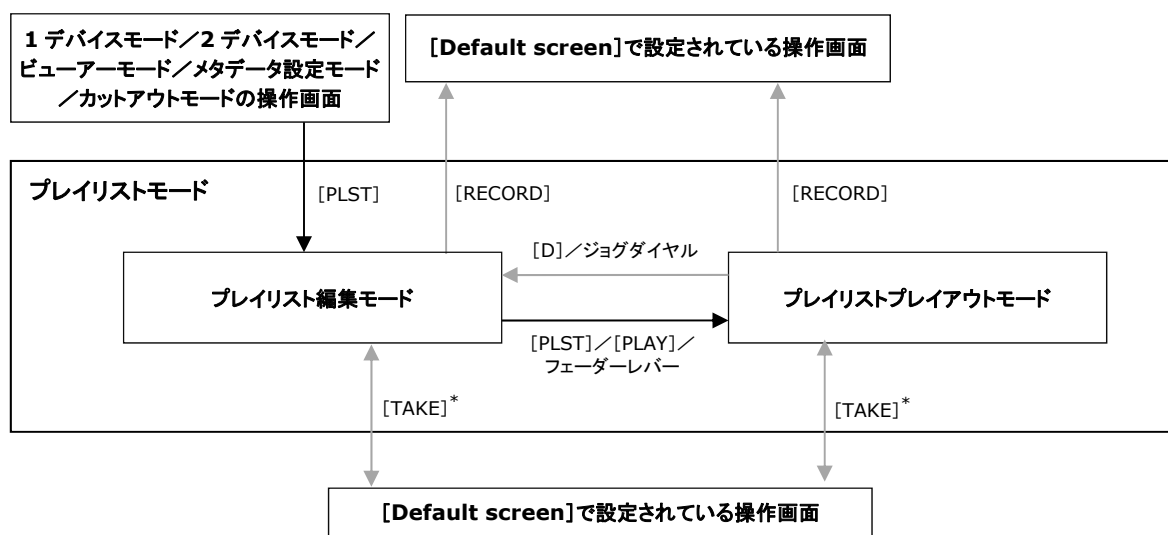 1 デバイスモード／2 デバイスモード／
ビューアーモード／メタデータ設定モード
／カットアウトモードの操作画面
[Default screen]で設定されている操作画面
プレイリストモード
[PLST]
[RECORD]
[RECORD]
[D]／ジョグダイヤル
プレイリスト編集モード
プレイリストプレイアウトモード
[PLST]／[PLAY]／
フェーダーレバー
[TAKE]*
[TAKE]*
[Default screen]で設定されている操作画面